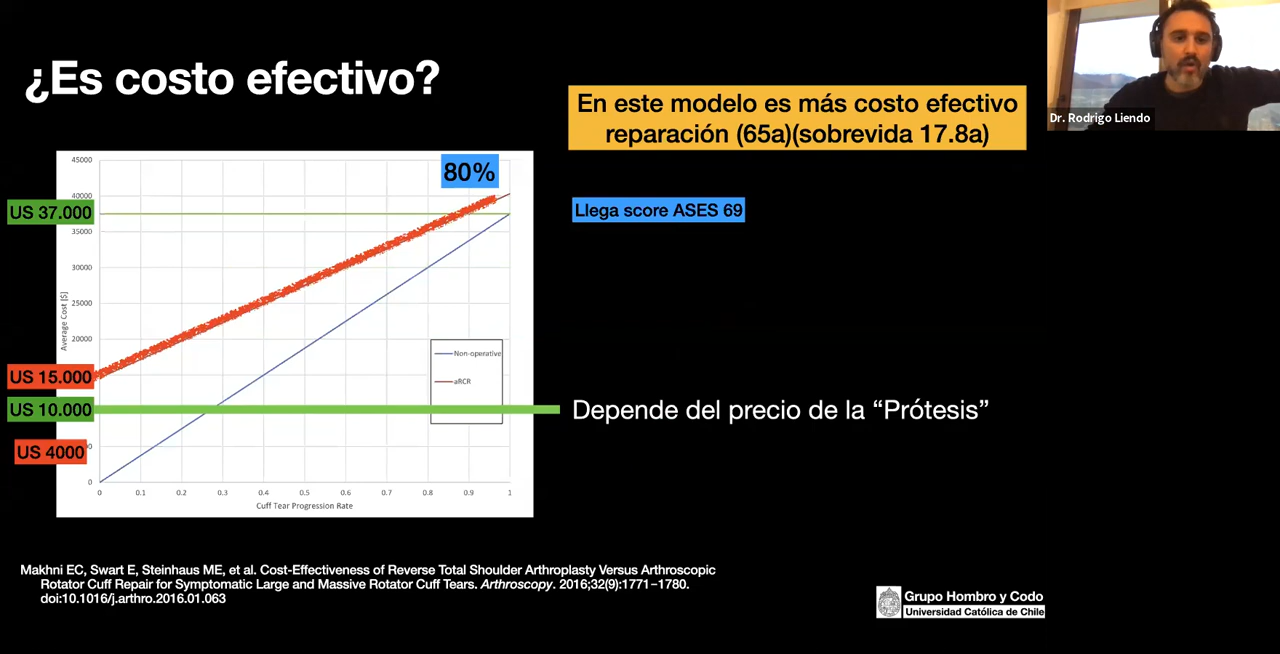 ¿Es costo efectivo?
En este modelo es más costo efectivo
reparación (65a)(sobrevida 17.8a)
Dr. Rodrigo Liendo
80%
Llega score ASES 69
45000
40000
US 37.000
35000
30000
25000
20000
Average Cost [$]
Non-operative
aRCR
US 15.000
US 10.000
Depende del precio de la “Prótesis”
US 4000
0
0 0.1 0.2 0.3 0.4 0.5 0.6 0.7 0.8 0.9 1
Cuff Tear Progression Rate
Makhni EC, Swart E, Steinhaus ME, et al. Cost-Effectiveness of Reverse Total Shoulder Arthroplasty Versus Arthroscopic
Rotator Cuff Repair for Symptomatic Large and Massive Rotator Cuff Tears. Arthroscopy. 2016;32(9):1771–1780.
doi:10.1016/j.arthro.2016.01.063
Grupo Hombro y Codo
Universidad Católica de Chile